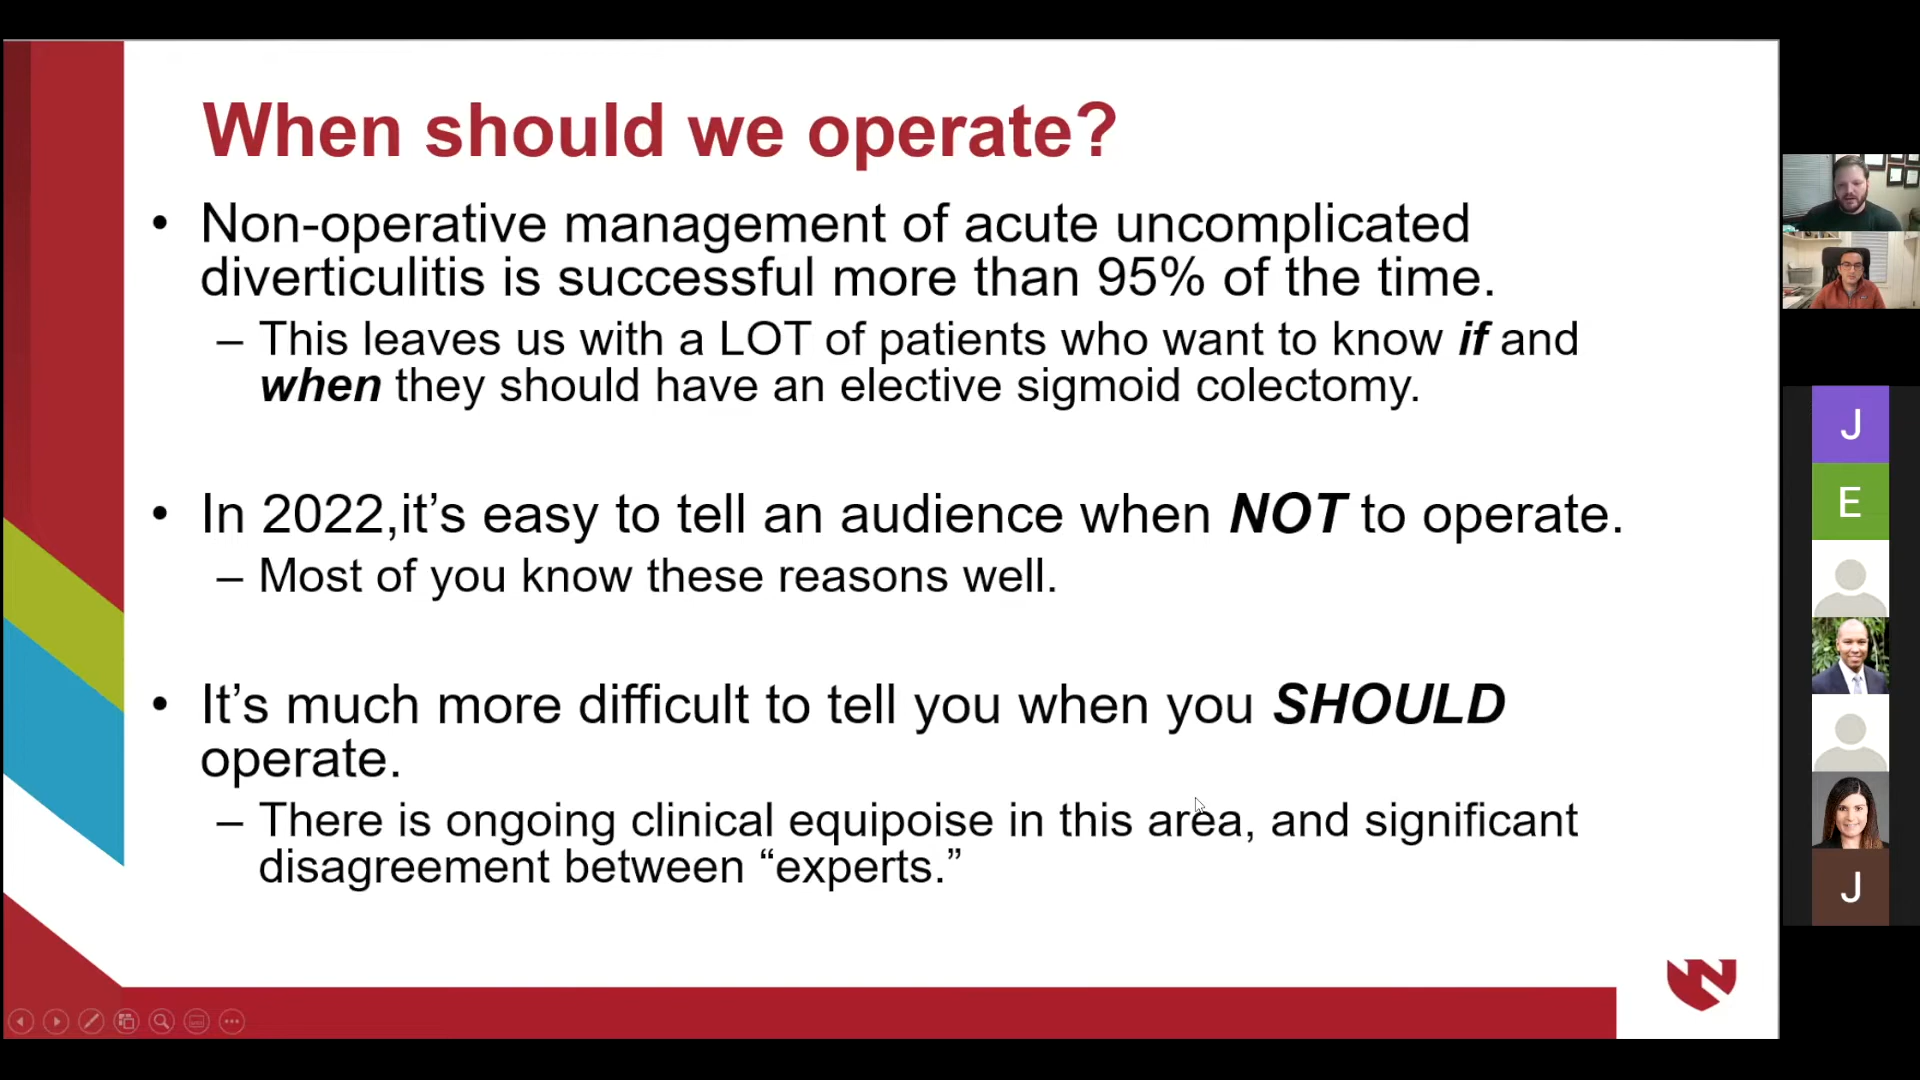 When should we operate?
• Non-operative management of acute uncomplicated
diverticulitis is successful more than 95% of the time.
– This leaves us with a LOT of patients who want to know if and
when they should have an elective sigmoid colectomy.
• In 2022,it’s easy to tell an audience when NOT to operate.
– Most of you know these reasons well.
• It’s much more difficult to tell you when you SHOULD
operate.
– There is ongoing clinical equipoise in this area, and significant
disagreement between “experts.”
J
E
J
N